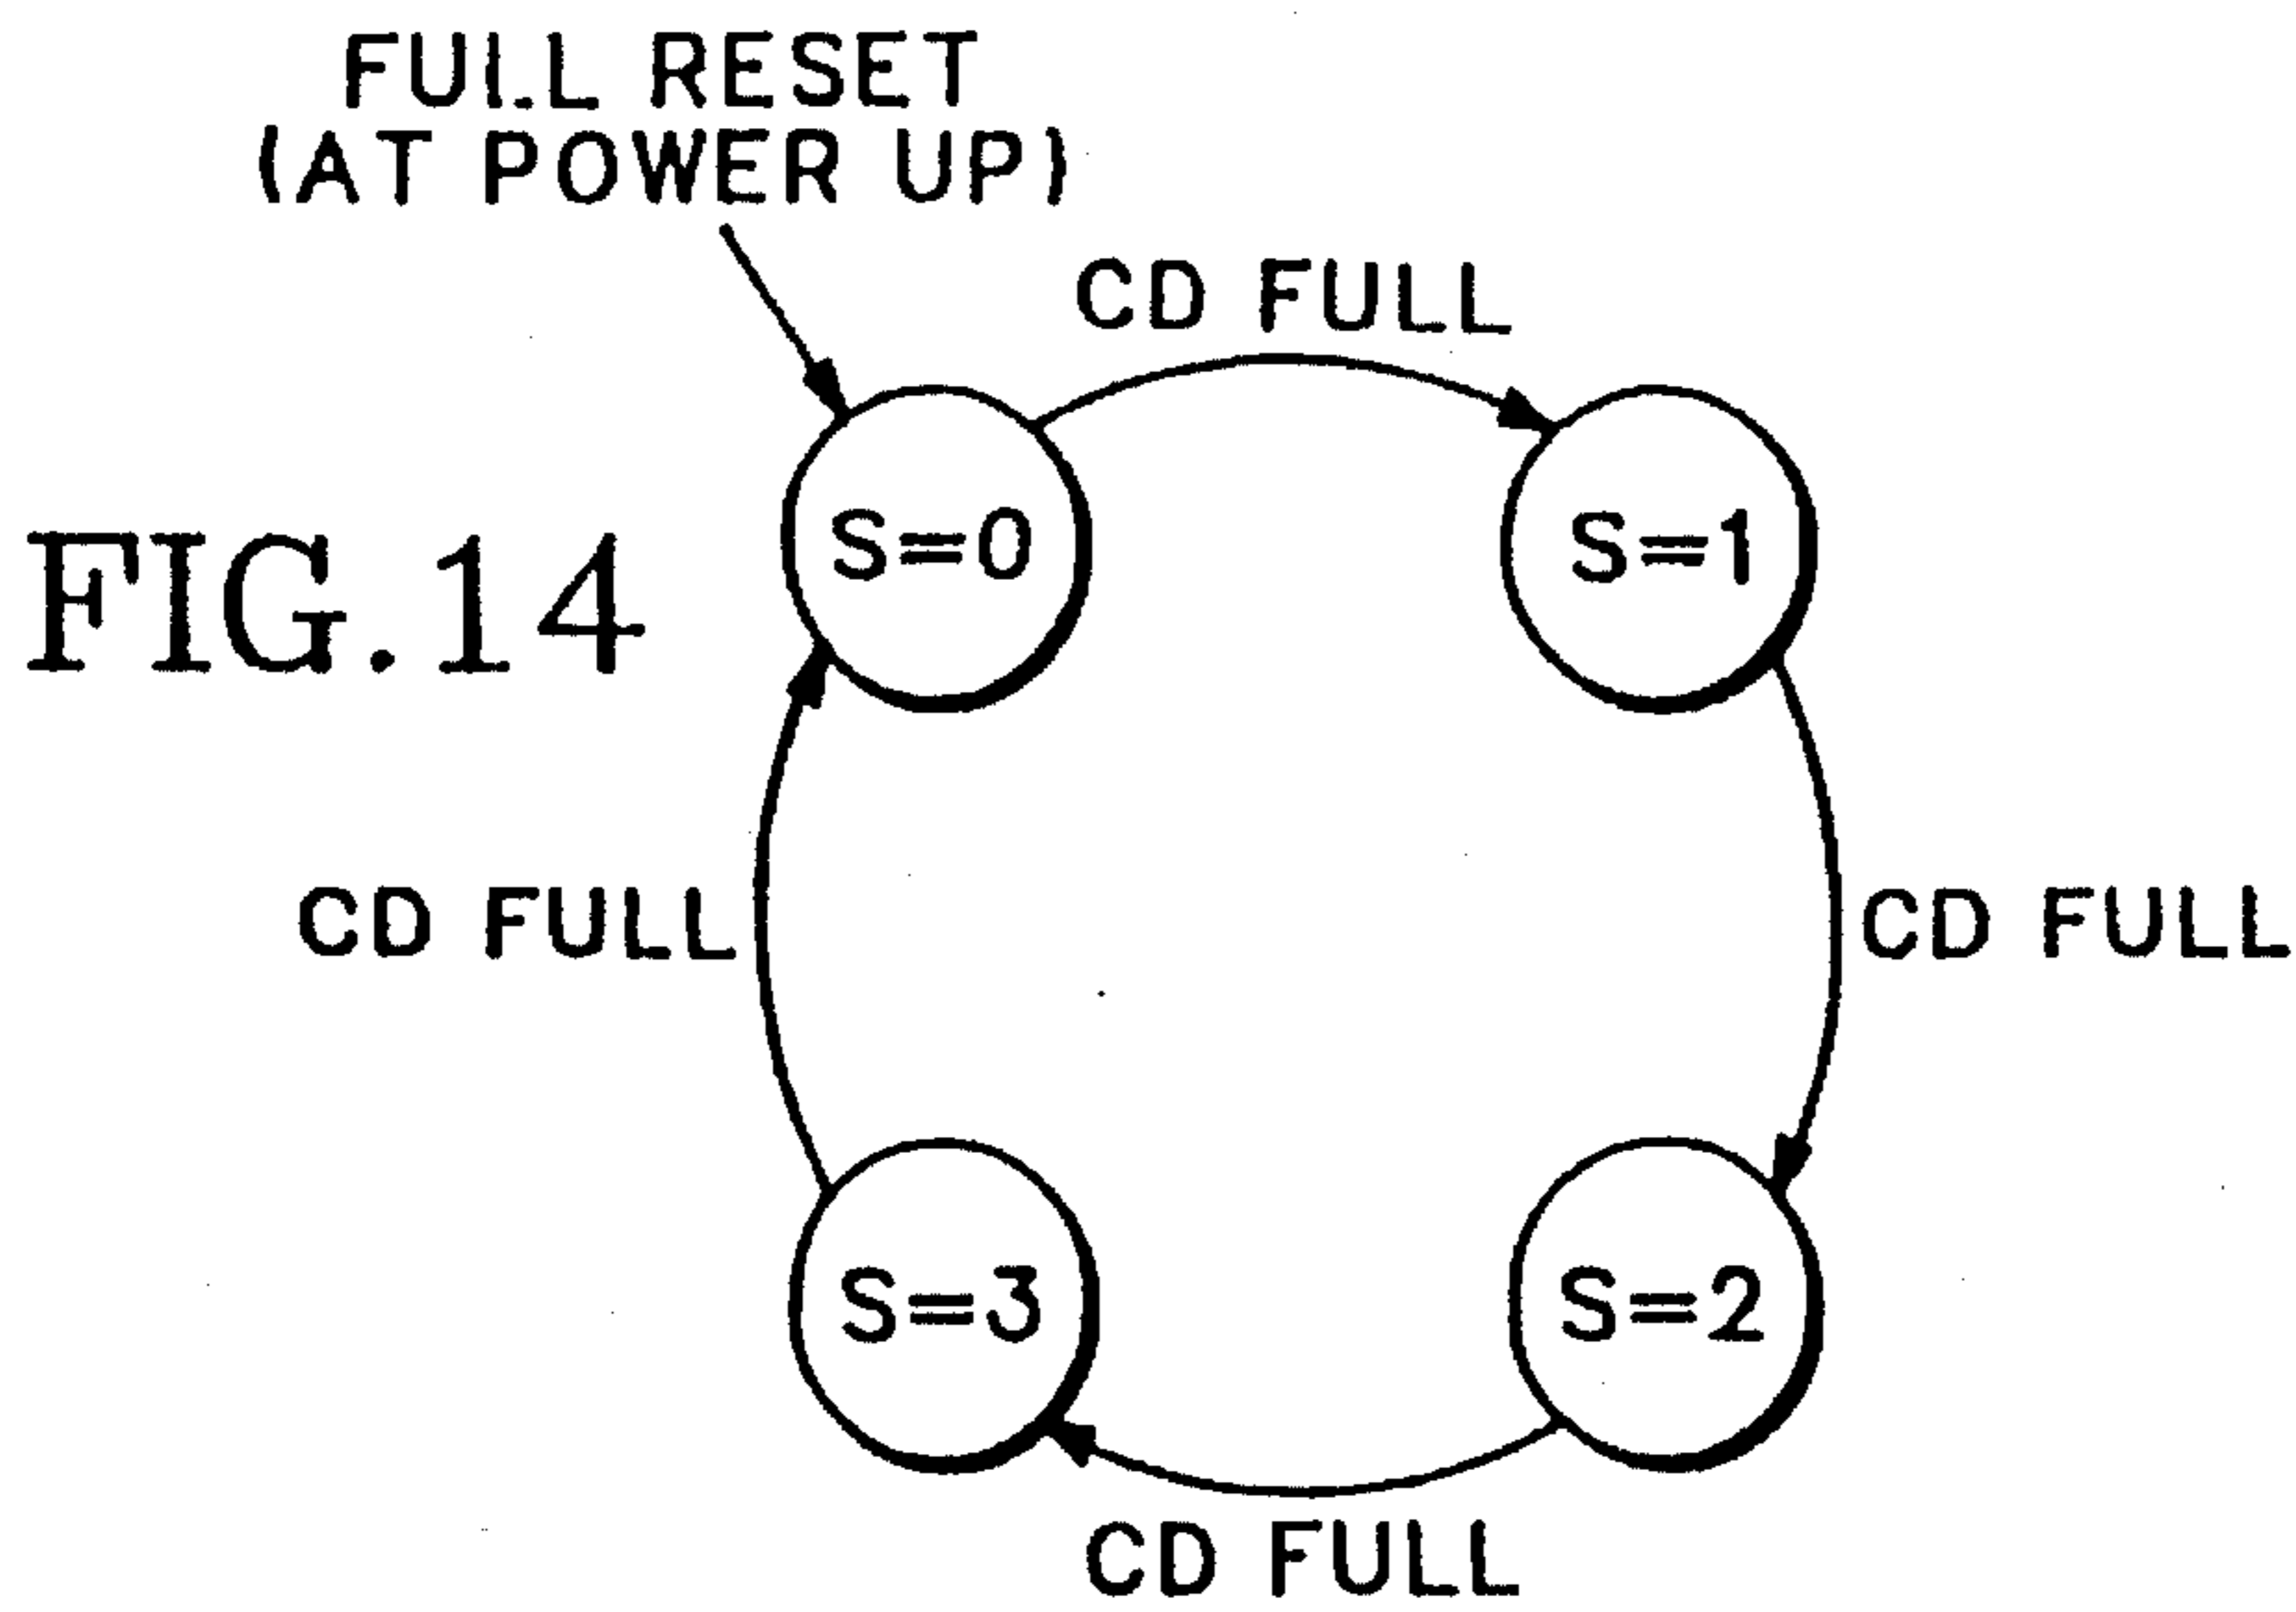 FULL RESET
(AT POWER UP)
CD FULL
S=0
S=1
FIG.14
CD FULL
CD FULL
S=3
S=2
CD FULL